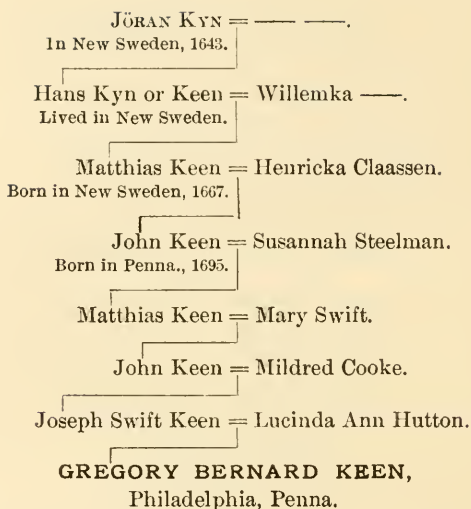 JÖRAN KYN = —— ——.
In New Sweden, 1643.
Hans Kyn or Keen = Willemka ——.
Lived in New Sweden.
Matthias Keen = Henricka Claassen.
Born in New Sweden, 1667.
John Keen = Susannah Steelman.
Born in Penna., 1695.
Matthias Keen = Mary Swift.
John Keen = Mildred Cooke.
Joseph Swift Keen = Lucinda Ann Hutton.
GREGORY BERNARD KEEN,
Philadelphia, Penna.